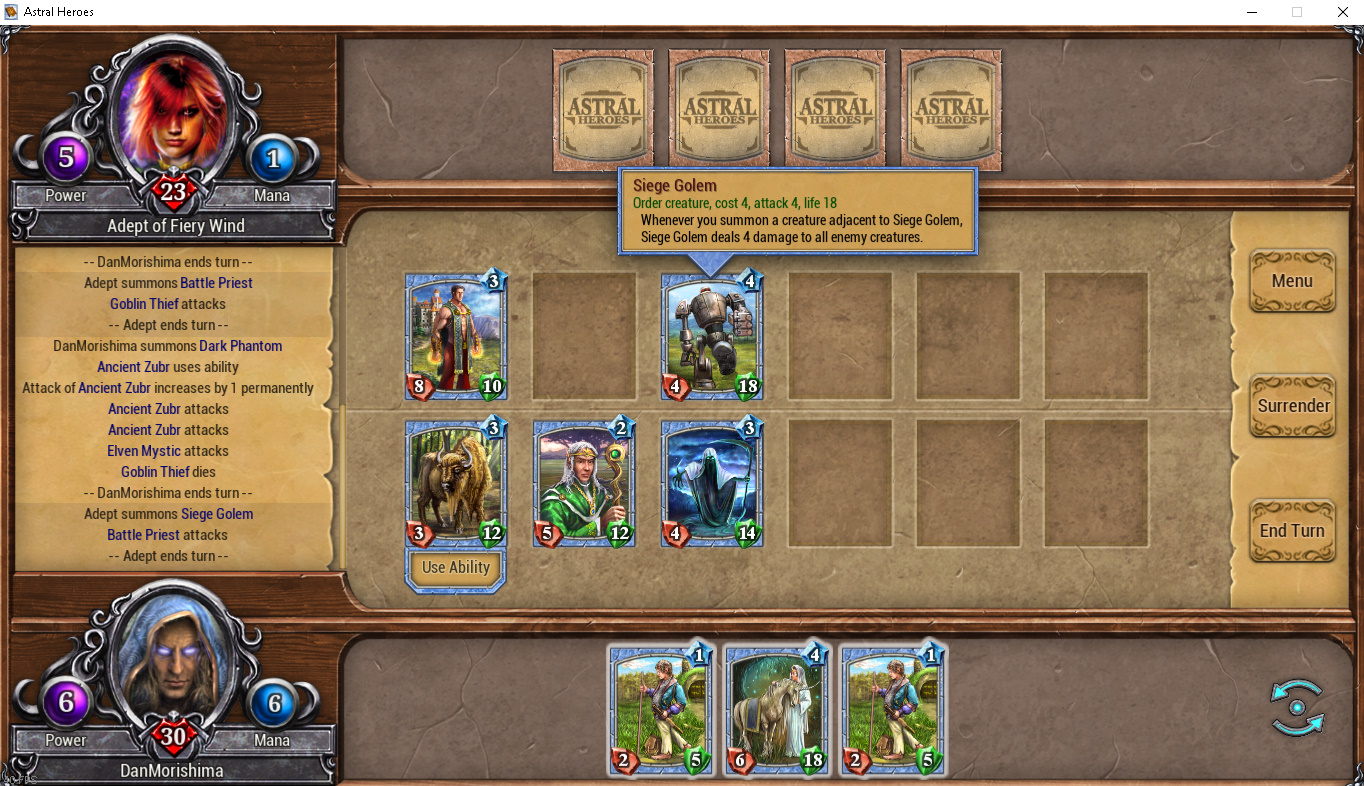 Astral Heroes
5
1
Power
23
Mana
Adept of Fiery Wind
ASTRAL
HEROES
ASTRAL
HEROES
ASTRAL
HEROES
ASTRAL
HEROES
Siege Golem
Order creature, cost 4, attack 4, life 18
Whenever you summon a creature adjacent to Siege Golem,
Siege Golem deals 4 damage to all enemy creatures.
-- DanMorishima ends turn --
Adept summons Battle Priest
Goblin Thief attacks
-- Adept ends turn --
DanMorishima summons Dark Phantom
Ancient Zubr uses ability
Attack of Ancient Zubr increases by 1 permanently
Ancient Zubr attacks
Ancient Zubr attacks
Elven Mystic attacks
Goblin Thief dies
-- DanMorishima ends turn --
Adept summons Siege Golem
Battle Priest attacks
-- Adept ends turn --
3
8 10
4
4 18
3
3 12
2
5 12
3
4 14
Use Ability
Menu
Surrender
End Turn
6
6
Power
30
Mana
DanMorishima
1
2 5
4
6 18
1
2 5